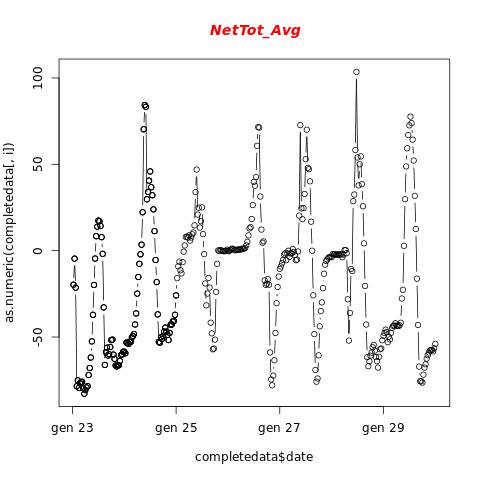 NetTot_Avg
as.numeric(completedata[, i])
100
50
0
-50
gen 23
gen 25
gen 27
gen 29
completedata$date